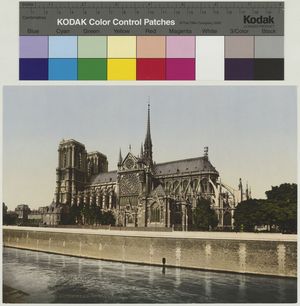 KODAK Color Control Patches
Kodak
Blue Cyan Green Yellow Red Magenta White 3/Color Black